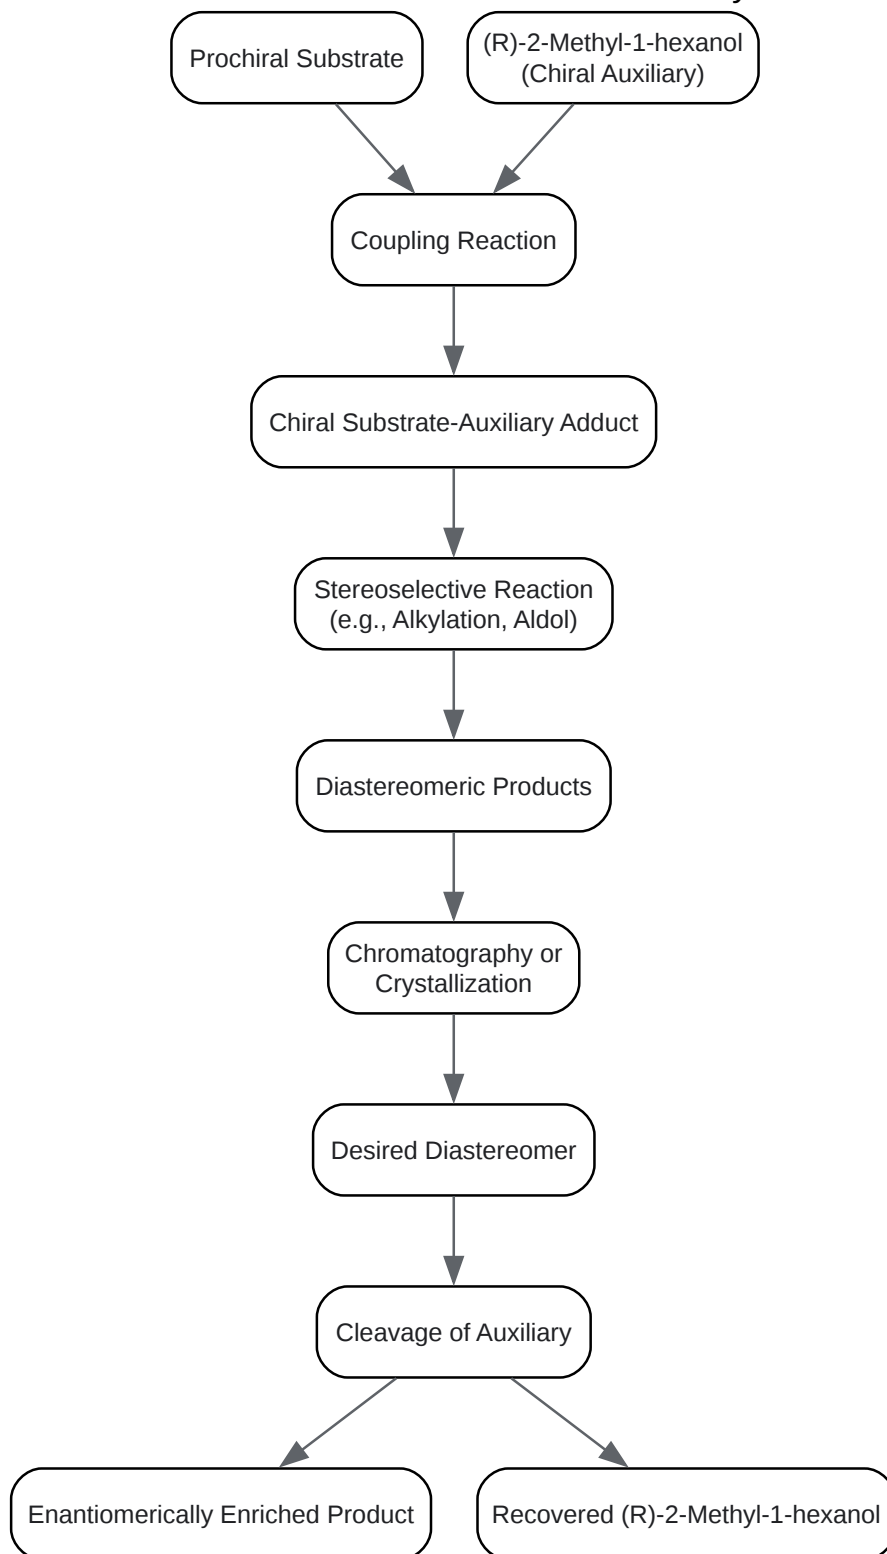 Prochiral Substrate
(R)-2-Methyl-1-hexanol
(Chiral Auxiliary)
Coupling Reaction
Chiral Substrate-Auxiliary Adduct
Stereoselective Reaction
(e.g., Alkylation, Aldol)
Diastereomeric Products
Chromatography or
Crystallization
Desired Diastereomer
Cleavage of Auxiliary
Enantiomerically Enriched Product
Recovered (R)-2-Methyl-1-hexanol